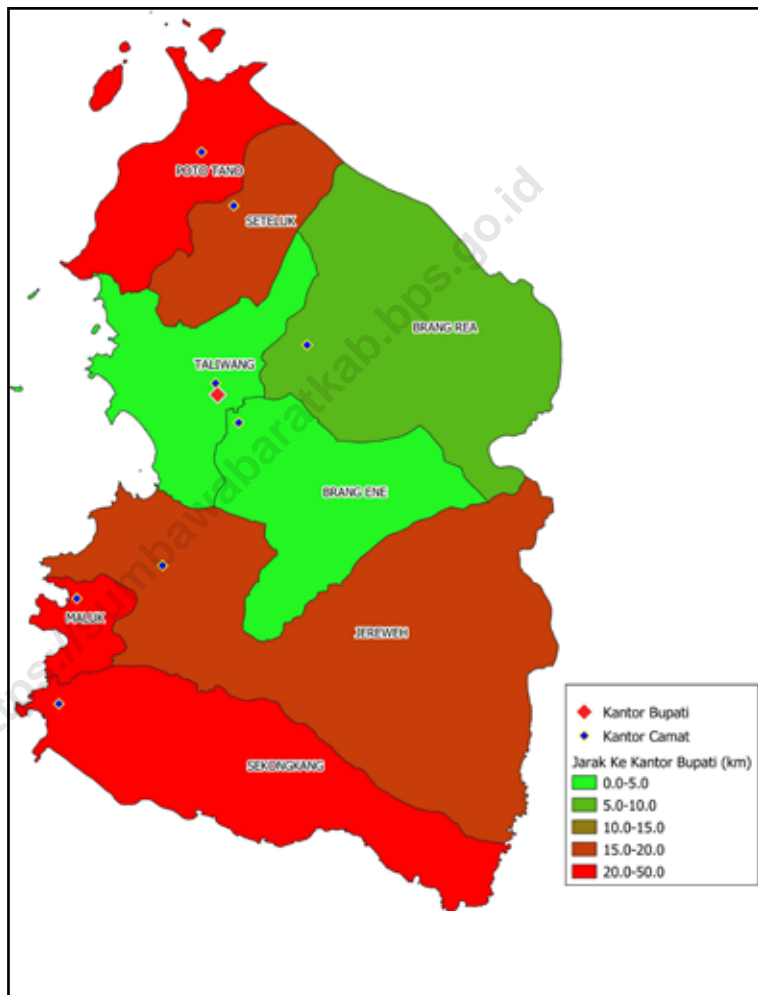 POTO TANO
SETELUK
BRANG REA
TALIWANG
BRANG ENE
MALUK
JEREWEH
SEKONGKANG
Kantor Bupati
Kantor Camat
Jarak Ke Kantor Bupati (km)
0.0-5.0
5.0-10.0
10.0-15.0
15.0-20.0
20.0-50.0
https://sumbawabaratkab.bps.go.id